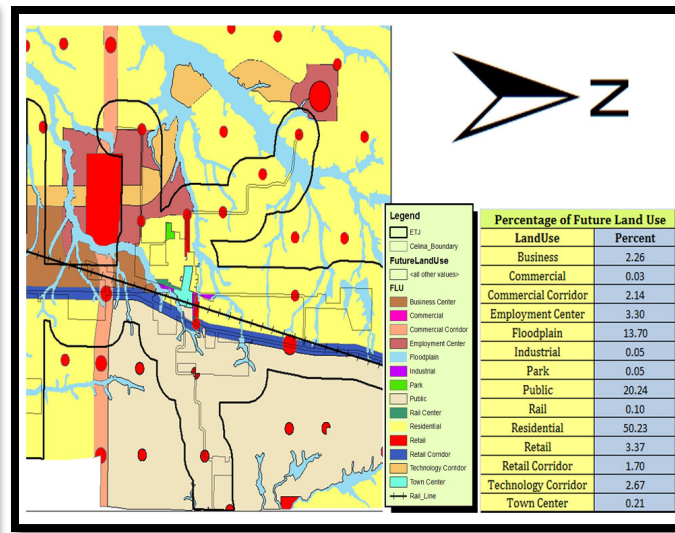 N
Legend
ETJ
Celina_Boundary
FutureLandUse
<all other values>
FLU
Business Center
Commercial
Commercial Corridor
Employment Center
Floodplain
Industrial
Park
Public
Rail Center
Residential
Retail
Retail Corridor
Technology Corridor
Town Center
Rail_Line
Percentage of Future Land Use
LandUse Percent
Business 2.26
Commercial 0.03
Commercial Corridor 2.14
Employment Center 3.30
Floodplain 13.70
Industrial 0.05
Park 0.05
Public 20.24
Rail 0.10
Residential 50.23
Retail 3.37
Retail Corridor 1.70
Technology Corridor 2.67
Town Center 0.21